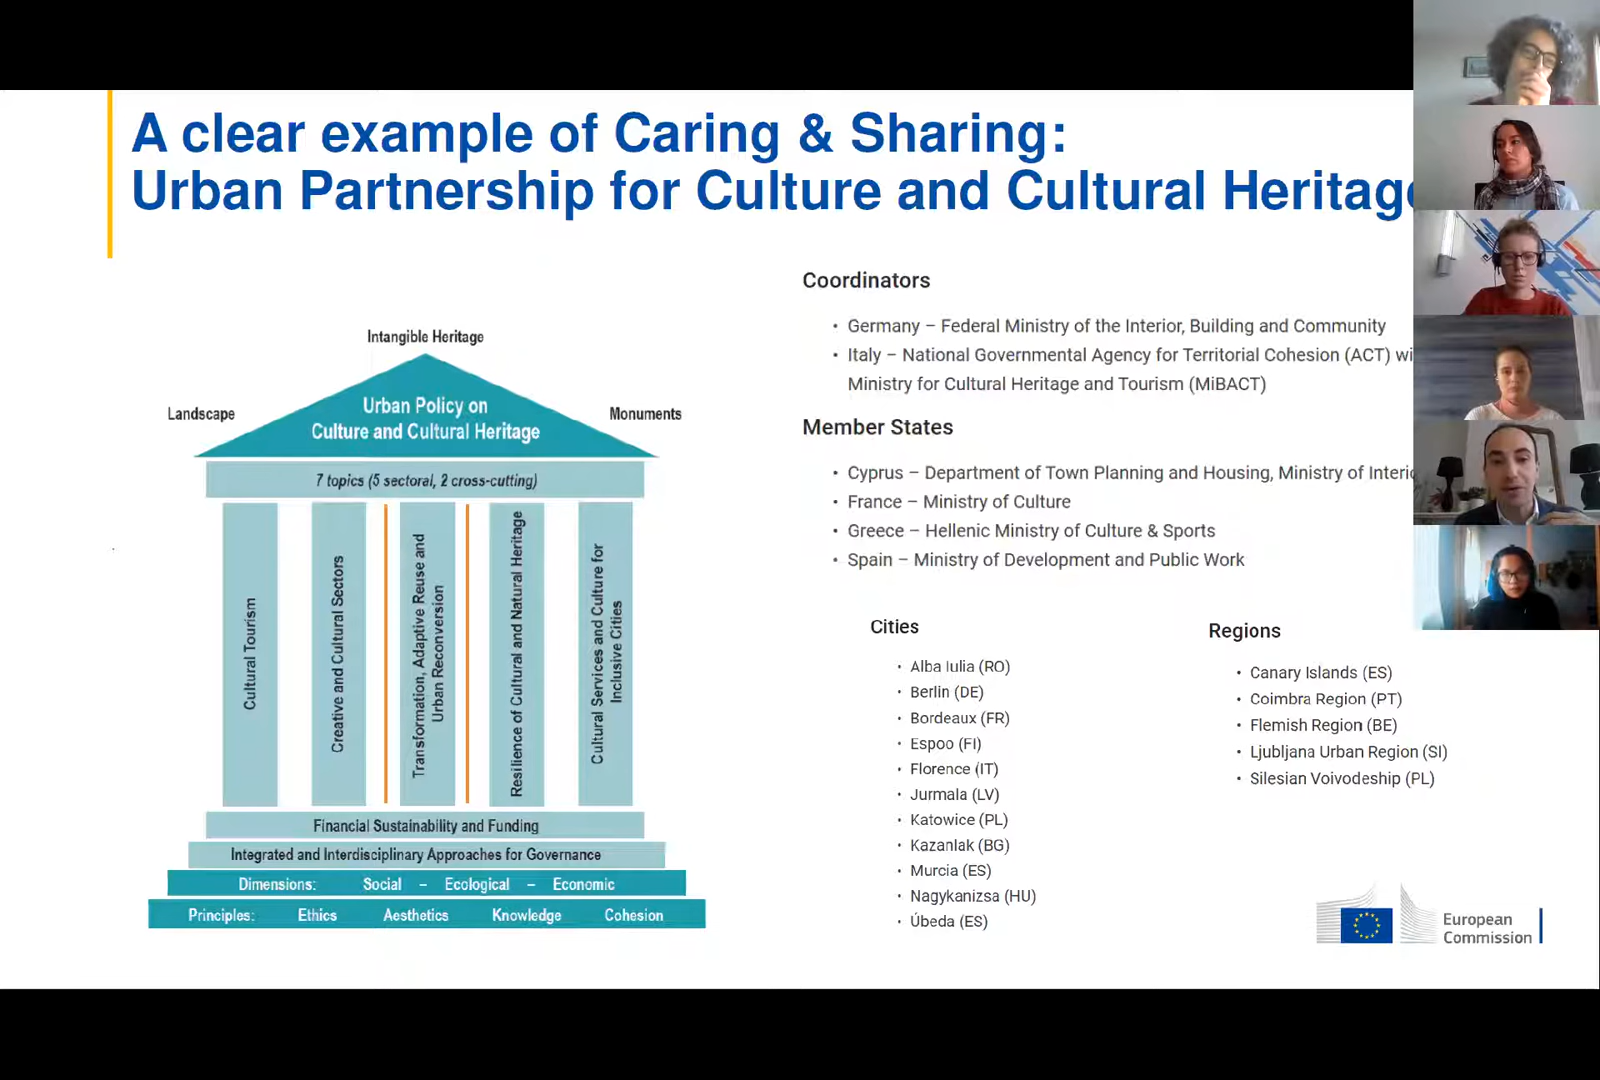 A clear example of Caring & Sharing:
Urban Partnership for Culture and Cultural Heritage
Intangible Heritage
Landscape
Monuments
Urban Policy on
Culture and Cultural Heritage
7 topics (5 sectoral, 2 cross-cutting)
Cultural Tourism
Creative and Cultural Sectors
Transformation, Adaptive Reuse and
Urban Reconversion
Resilience of Cultural and Natural Heritage
Cultural Services and Culture for
Inclusive Cities
Financial Sustainability and Funding
Integrated and Interdisciplinary Approaches for Governance
Dimensions: Social – Ecological – Economic
Principles: Ethics Aesthetics Knowledge Cohesion
Coordinators
• Germany – Federal Ministry of the Interior, Building and Community
• Italy – National Governmental Agency for Territorial Cohesion (ACT)
Ministry for Cultural Heritage and Tourism (MiBACT)
Member States
• Cyprus – Department of Town Planning and Housing, Ministry of
• France – Ministry of Culture
• Greece – Hellenic Ministry of Culture & Sports
• Spain – Ministry of Development and Public Work
Cities
• Alba Iulia (RO)
• Berlin (DE)
• Bordeaux (FR)
• Espoo (FI)
• Florence (IT)
• Jurmala (LV)
• Katowice (PL)
• Kazanlak (BG)
• Murcia (ES)
• Nagykanizsa (HU)
• Úbeda (ES)
Regions
• Canary Islands (ES)
• Coimbra Region (PT)
• Flemish Region (BE)
• Ljubljana Urban Region (SI)
• Silesian Voivodeship (PL)
European
Commission